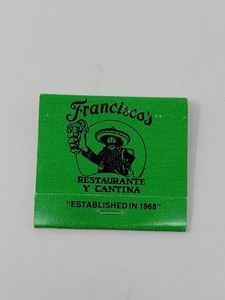 Francisco's
RESTAURANTE
Y CANTINA
"ESTABLISHED IN 1968"